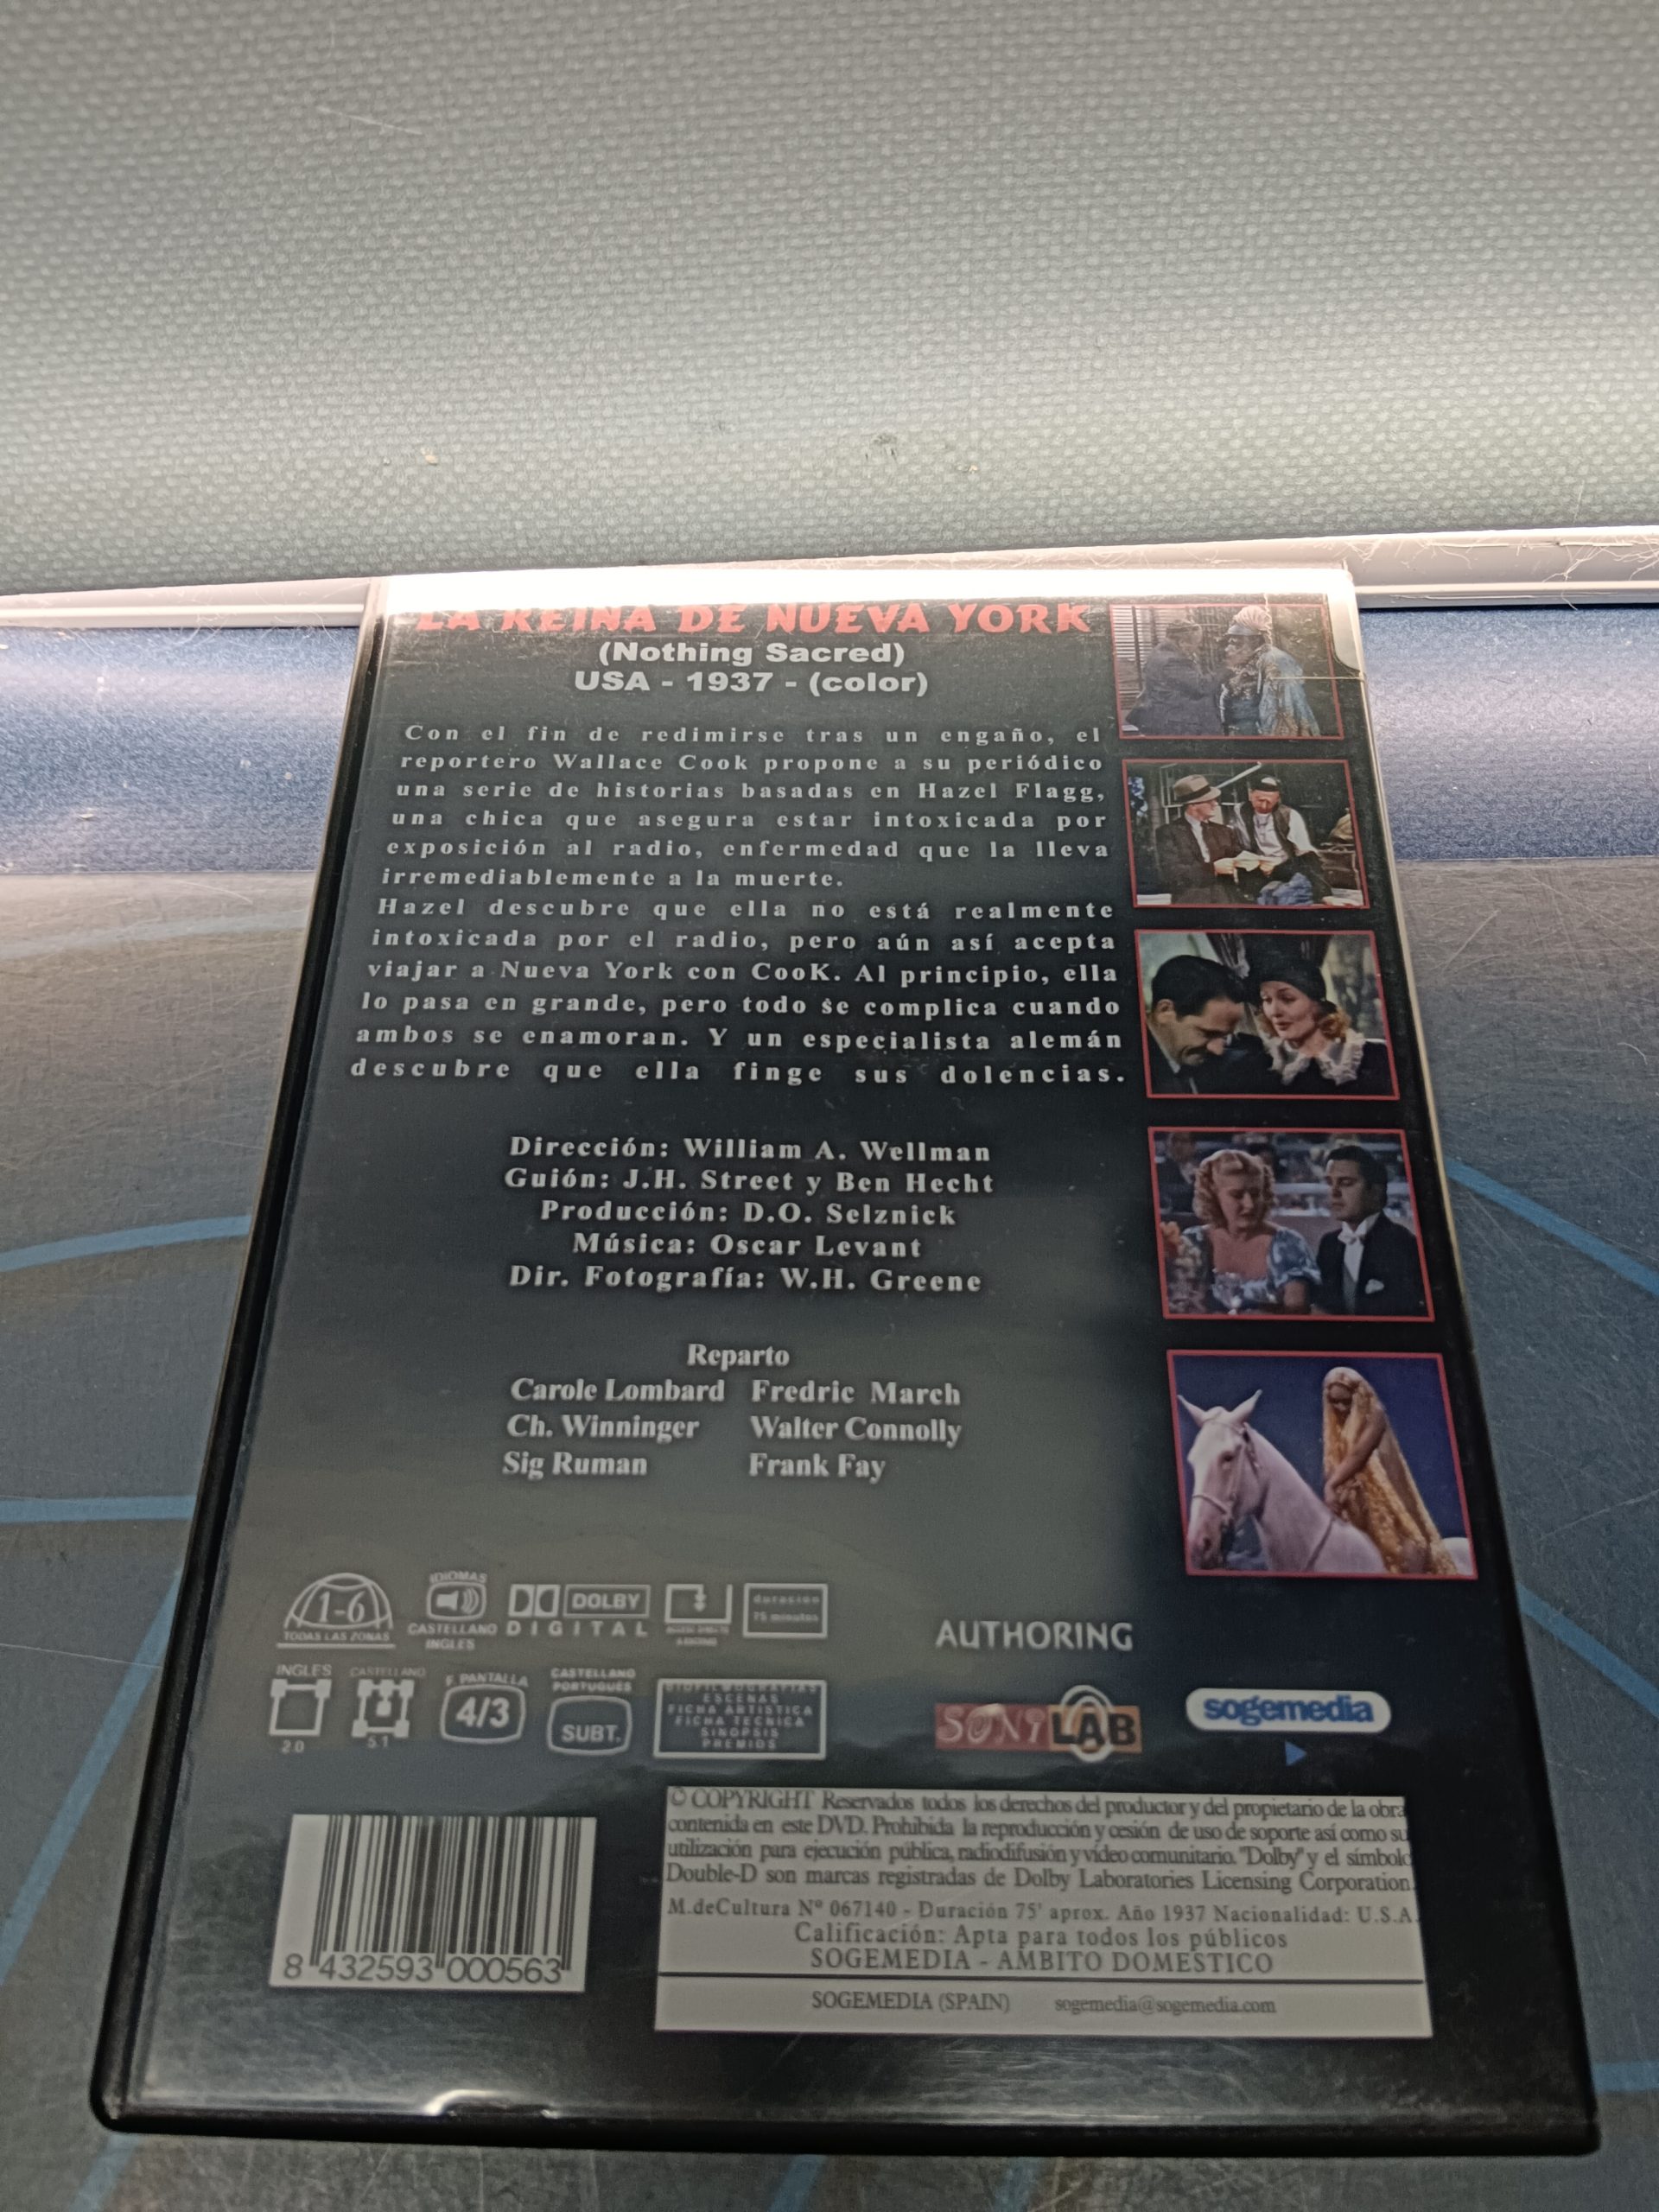 LA REINA DE NUEVA YORK
(Nothing Sacred)
USA - 1937 - (color)
Con el fin de redimirse tras un engaño, el
reportero Wallace Cook propone a su periódico
una serie de historias basadas en Hazel Flagg,
una chica que asegura estar intoxicada por
exposición al radio, enfermedad que la lleva
irremediablemente a la muerte.
Hazel descubre que ella no está realmente
intoxicada por el radio, pero aún así acepta
viajar a Nueva York con CooK. Al principio, ella
lo pasa en grande, pero todo se complica cuando
ambos se enamoran. Y un especialista alemán
descubre que ella finge sus dolencias.
Dirección: William A. Wellman
Guión: J.H. Street y Ben Hecht
Producción: D.O. Selznick
Música: Oscar Levant
Dir. Fotografía: W.H. Greene
Reparto
Carole Lombard Fredric March
Ch. Winninger Walter Connolly
Sig Ruman Frank Fay
1-6
TODAS LAS ZONAS
IDIOMAS
CASTELLANO
INGLES
DOLBY
DIGITAL
duración
75 minutos
INGLES
2.0
CASTELLANO
5.1
F. PANTALLA
4/3
CASTELLANO
PORTUGUES
SUBT.
BIOFILMOGRAFIAS
ESCENAS
FICHA ARTISTICA
FICHA TECNICA
SINOPSIS
PREMIOS
AUTHORING
SONY LAB
sogemedia
© COPYRIGHT Reservados todos los derechos del productor y del propietario de la obra
contenida en este DVD. Prohibida la reproducción y cesión de uso de soporte así como su
utilización para ejecución pública, radiodifusión y vídeo comunitario. "Dolby" y el símbolo
Double-D son marcas registradas de Dolby Laboratories Licensing Corporation.
M.deCultura Nº 067140 - Duración 75' aprox. Año 1937 Nacionalidad: U.S.A.
Calificación: Apta para todos los públicos
SOGEMEDIA - AMBITO DOMESTICO
SOGEMEDIA (SPAIN) sogemedia@sogemedia.com
8 432593 000563